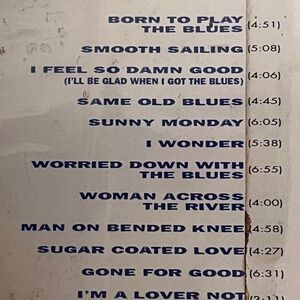 BORN TO PLAY
THE BLUES (4:51)
SMOOTH SAILING (5:08)
I FEEL SO DAMN GOOD
(I'LL BE GLAD WHEN I GOT THE BLUES) (4:06)
SAME OLD BLUES (4:45)
SUNNY MONDAY (6:05)
I WONDER (5:38)
WORRIED DOWN WITH
THE BLUES (6:55)
WOMAN ACROSS
THE RIVER (4:00)
MAN ON BENDED KNEE (4:58)
SUGAR COATED LOVE (4:27)
GONE FOR GOOD (6:31)
I'M A LOVER NOT